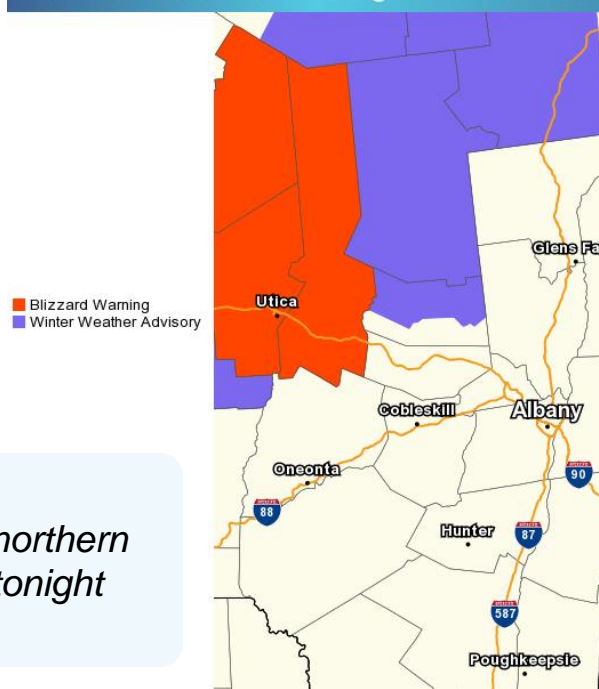 Blizzard Warning
Winter Weather Advisory
Utica
Glens Fa
Cobleskill
Albany
Oneonta
90
88
Hunter
87
northern
tonight
587
Poughkeepsie